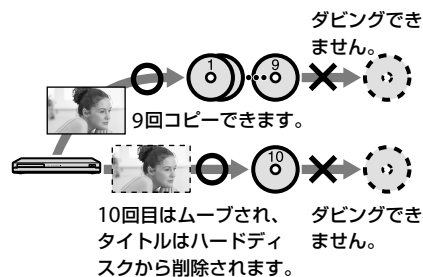 ダビングでき
ません。
1
9
9回コピーできます。
10
10回目はムーブされ、
タイトルはハードディ
スクから削除されます。
ダビングでき
ません。